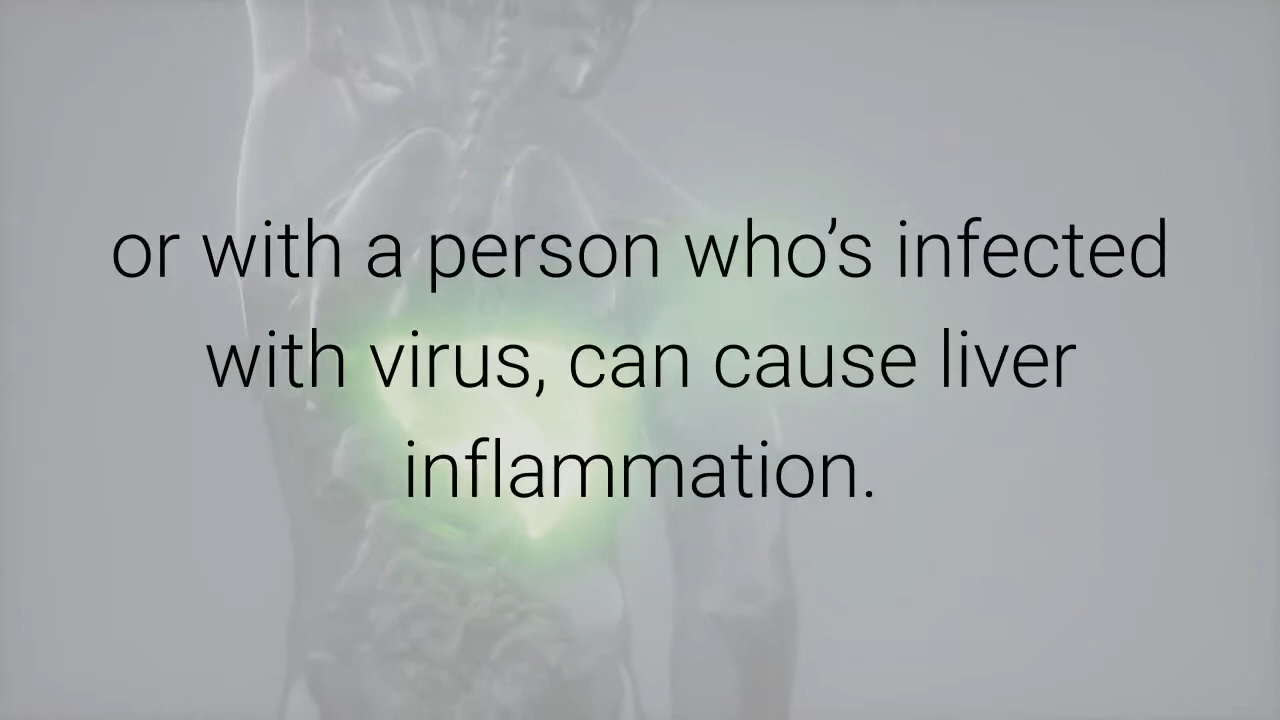 or with a person who’s infected
with virus, can cause liver
inflammation.